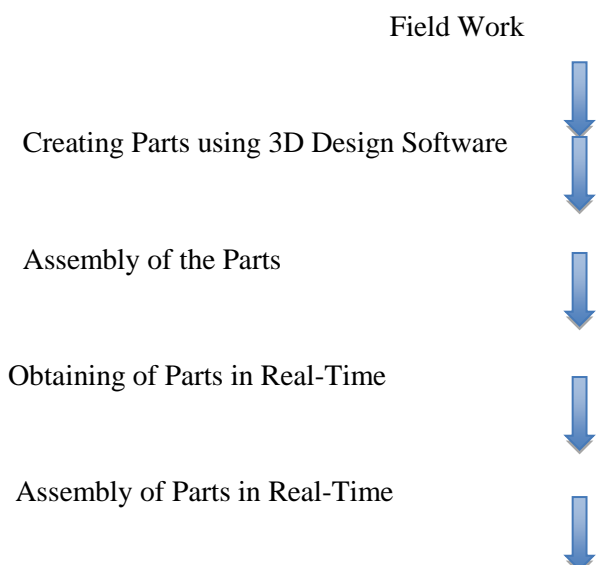 Field Work
Creating Parts using 3D Design Software
Assembly of the Parts
Obtaining of Parts in Real-Time
Assembly of Parts in Real-Time